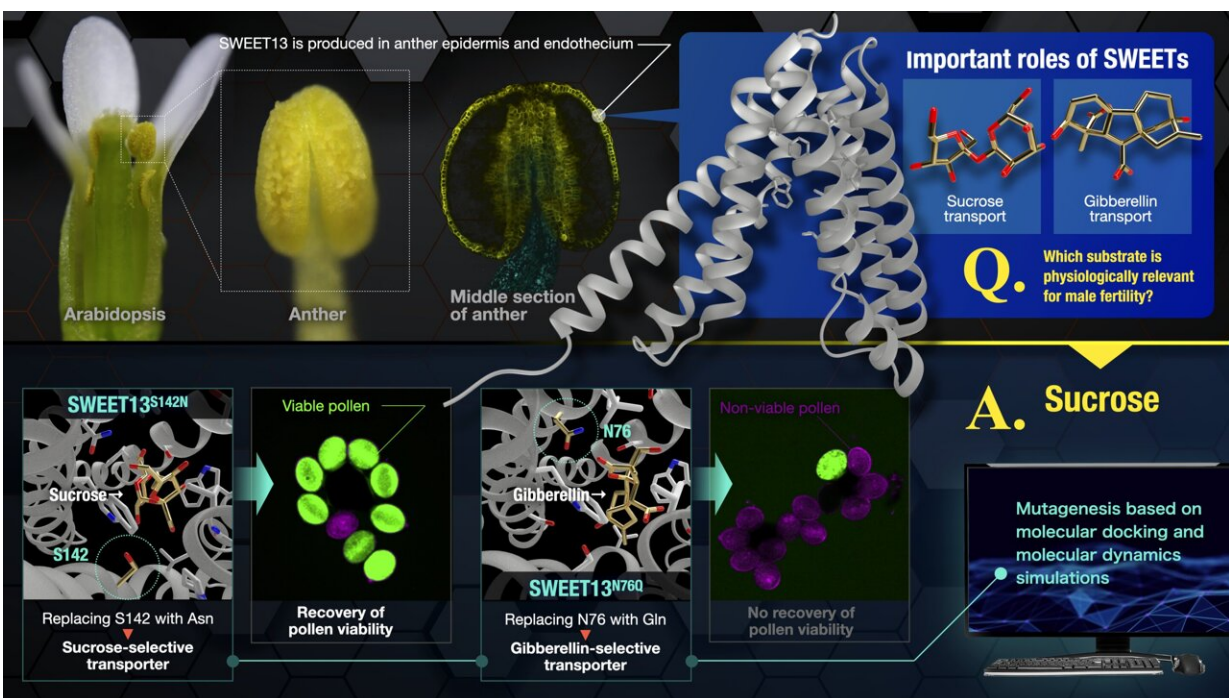 SWEET13 is produced in anther epidermis and endothecium
Arabidopsis
Anther
Middle section
of anther
Important roles of SWEETs
Sucrose
transport
Gibberellin
transport
Q.
Which substrate is
physiologically relevant
for male fertility?
A. Sucrose
SWEET13S142N
Sucrose→
S142
Replacing S142 with Asn
Sucrose-selective
transporter
Viable pollen
Recovery of
pollen viability
N76
Gibberellin→
SWEET13N76Q
Replacing N76 with Gln
Gibberellin-selective
transporter
Non-viable pollen
No recovery of
pollen viability
Mutagenesis based on
molecular docking and
molecular dynamics
simulations